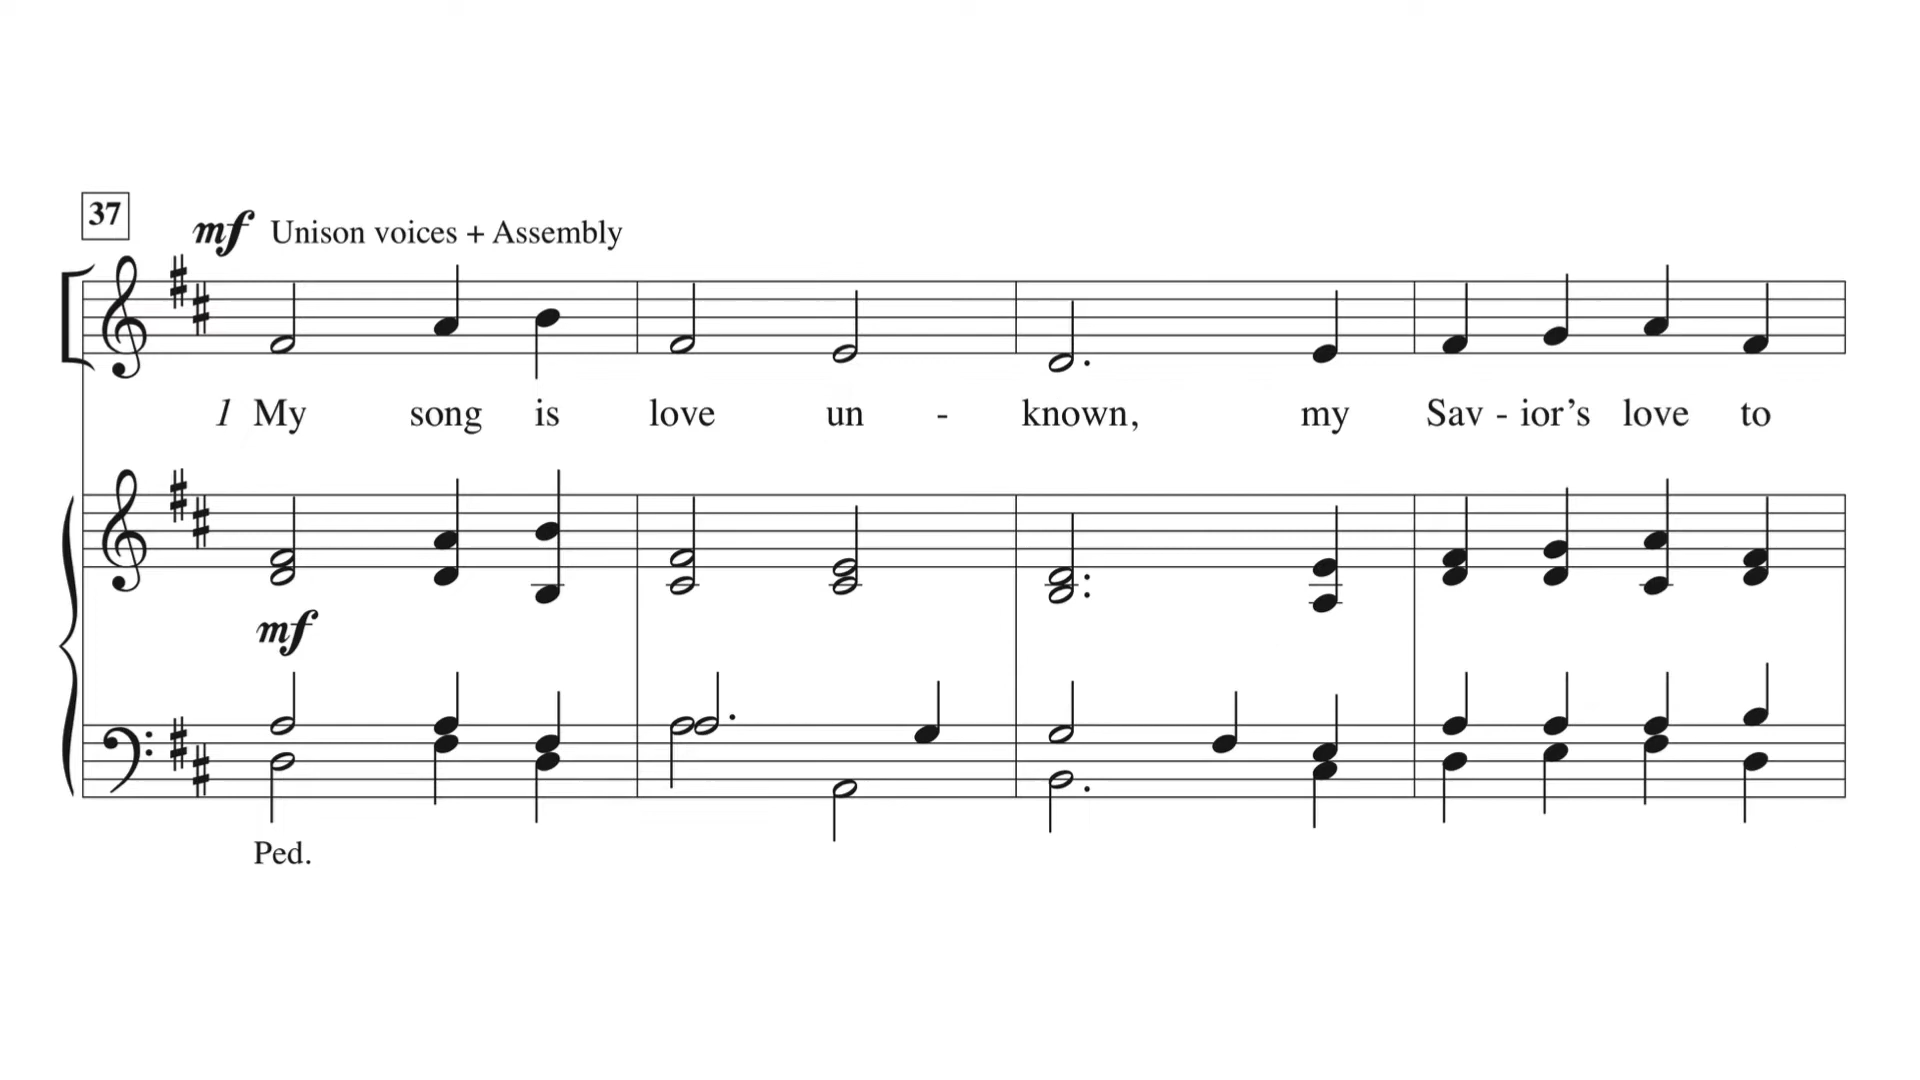 37
mf Unison voices + Assembly
1 My song is love un - known, my Sav - ior’s love to
mf
Ped.